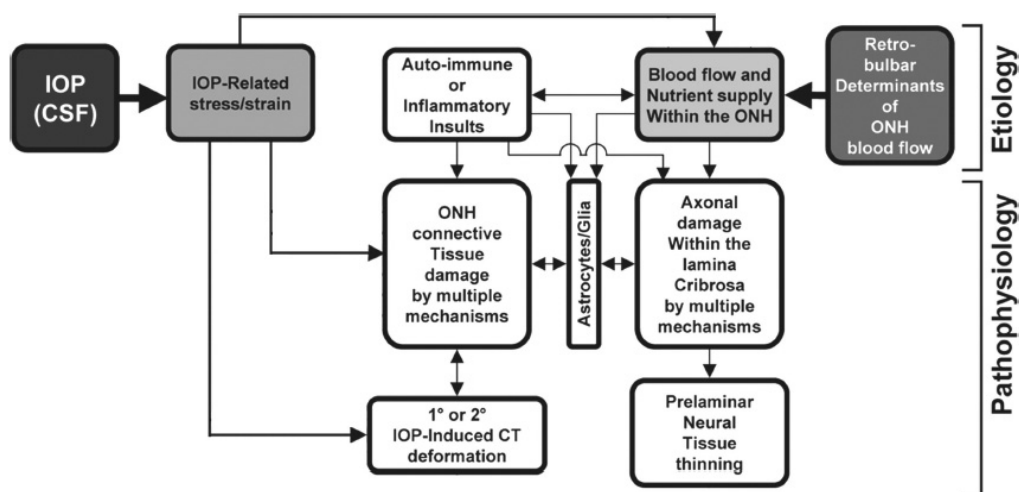 IOP
(CSF)
IOP-Related
stress/strain
Auto-immune
or
Inflammatory
Insults
Blood flow and
Nutrient supply
Within the ONH
Retro-
bulbar
Determinants
of
ONH
blood flow
Etiology
ONH
connective
Tissue
damage
by multiple
mechanisms
Astrocytes/Glia
Axonal
damage
Within the
lamina
Cribrosa
by multiple
mechanisms
Pathophysiology
1° or 2°
IOP-Induced CT
deformation
Prelaminar
Neural
Tissue
thinning